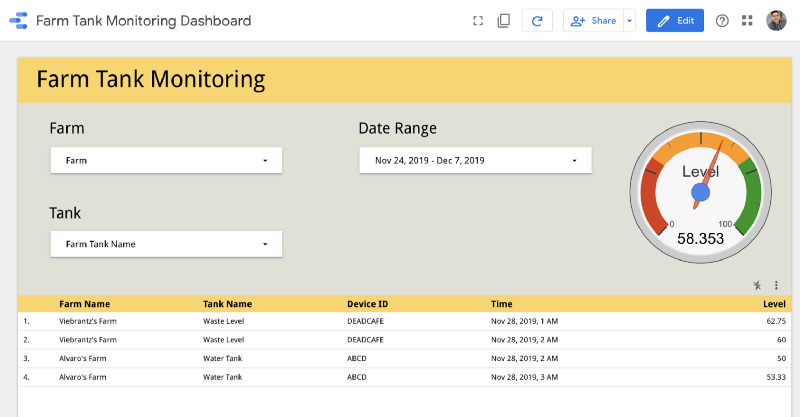 Farm Tank Monitoring Dashboard
Share
Edit
Farm Tank Monitoring
Farm
Date Range
Farm
Nov 24, 2019 - Dec 7, 2019
Level
0 100
58.353
Tank
Farm Tank Name
Farm Name Tank Name Device ID Time Level
1. Viebrantz's Farm Waste Level DEADCAFE Nov 28, 2019, 1 AM 62.75
2. Viebrantz's Farm Waste Level DEADCAFE Nov 28, 2019, 2 AM 60
3. Alvaro's Farm Water Tank ABCD Nov 28, 2019, 2 AM 50
4. Alvaro's Farm Water Tank ABCD Nov 28, 2019, 3 AM 53.33